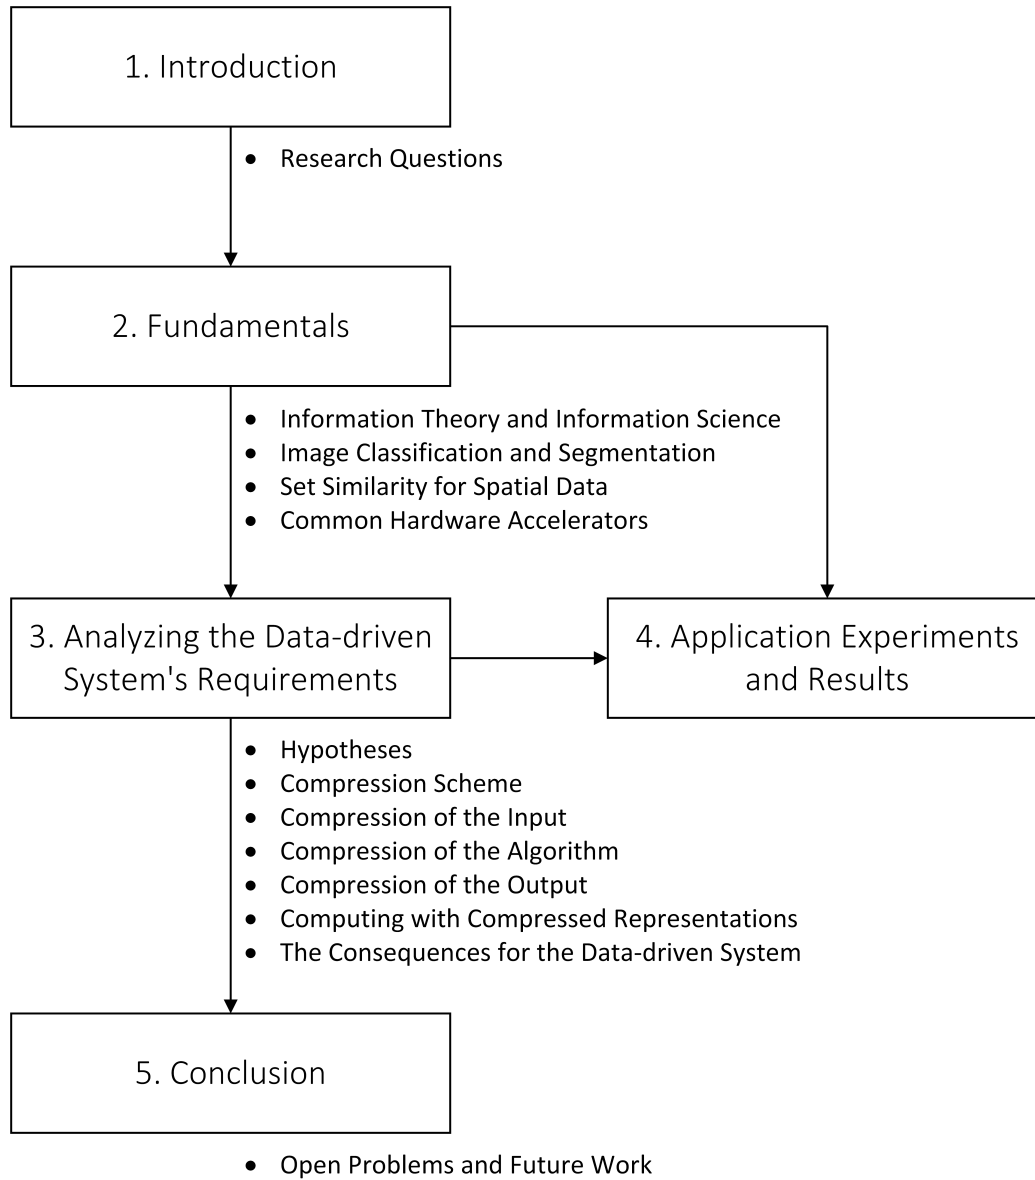 1. Introduction
• Research Questions
2. Fundamentals
• Information Theory and Information Science
• Image Classification and Segmentation
• Set Similarity for Spatial Data
• Common Hardware Accelerators
3. Analyzing the Data-driven
System's Requirements
4. Application Experiments
and Results
• Hypotheses
• Compression Scheme
• Compression of the Input
• Compression of the Algorithm
• Compression of the Output
• Computing with Compressed Representations
• The Consequences for the Data-driven System
5. Conclusion
• Open Problems and Future Work